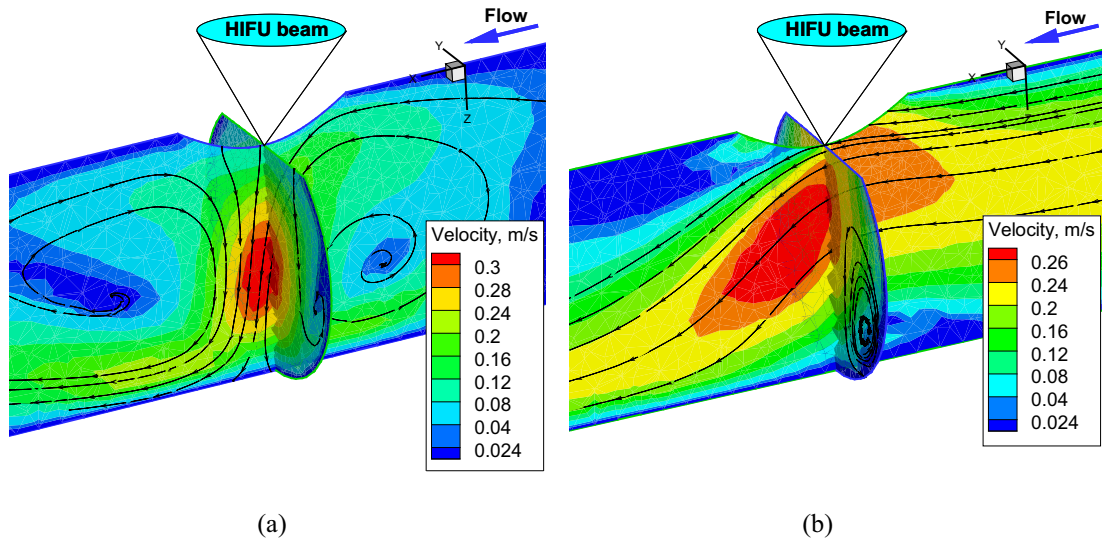 HIFU beam
Flow
Y
X
Z
Velocity, m/s
0.3
0.28
0.24
0.2
0.16
0.12
0.08
0.04
0.024
(a)
HIFU beam
Flow
Y
X
Z
Velocity, m/s
0.26
0.24
0.2
0.16
0.12
0.08
0.04
0.024
(b)